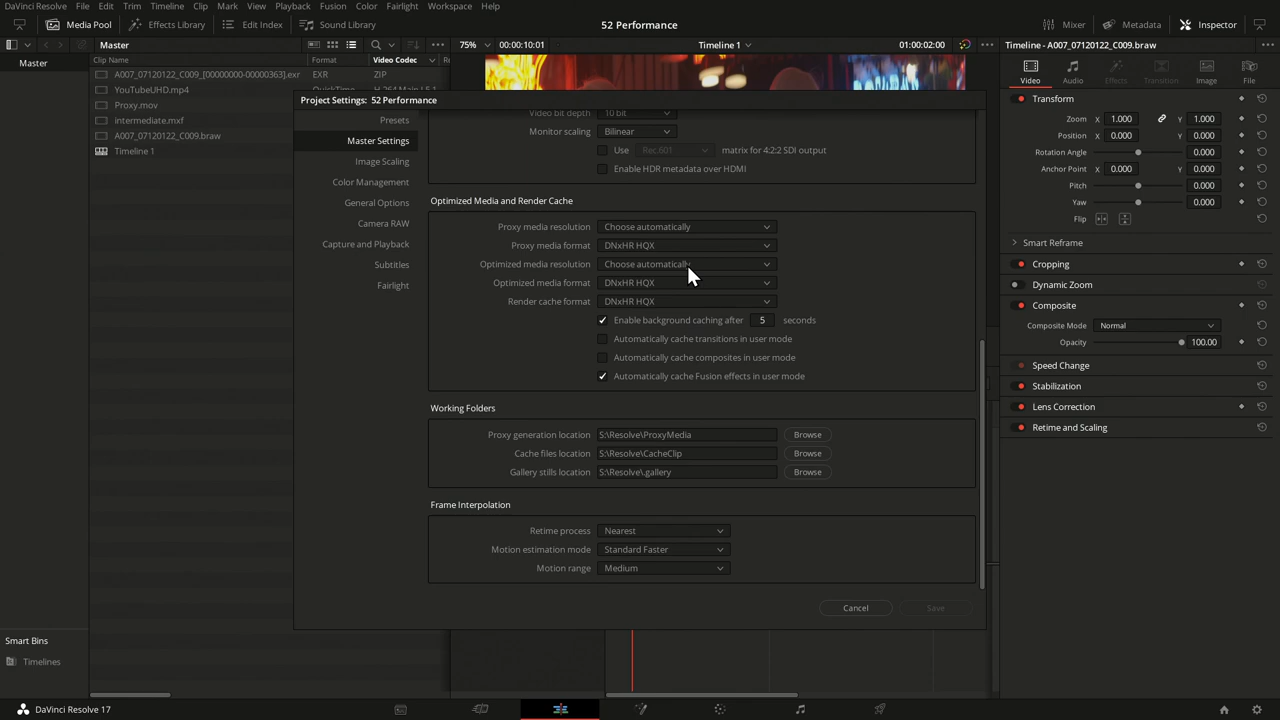 DaVinci Resolve File Edit Trim Timeline Clip Mark View Playback Fusion Color Fairlight Workspace Help
Media Pool Effects Library Edit Index Sound Library 52 Performance Mixer Metadata Inspector
Master 75% 00:00:10:01 Timeline 1 01:00:02:00 Timeline - A007_07120122_C009.braw
Master Clip Name Video Codec
A007_07120122_C009_[00000000-00000363].exr EXR ZIP
YouTubeUHD.mp4 QuickTime H.264 Main L5.1
Proxy.mov
intermediate.mxf
A007_07120122_C009.braw
Timeline 1
Smart Bins
Timelines
Project Settings: 52 Performance
Presets
Master Settings
Image Scaling
Color Management
General Options
Camera RAW
Capture and Playback
Subtitles
Fairlight
Video bit depth 10 bit
Monitor scaling Bilinear
Use Rec.601 matrix for 4:2:2 SDI output
Enable HDR metadata over HDMI
Optimized Media and Render Cache
Proxy media resolution Choose automatically
Proxy media format DNxHR HQX
Optimized media resolution Choose automatically
Optimized media format DNxHR HQX
Render cache format DNxHR HQX
Enable background caching after 5 seconds
Automatically cache transitions in user mode
Automatically cache composites in user mode
Automatically cache Fusion effects in user mode
Working Folders
Proxy generation location S:\Resolve\ProxyMedia Browse
Cache files location S:\Resolve\CacheClip Browse
Gallery stills location S:\Resolve\.gallery Browse
Frame Interpolation
Retime process Nearest
Motion estimation mode Standard Faster
Motion range Medium
Cancel Save
Video Audio Effects Transition Image File
Transform
Zoom X 1.000 Y 1.000
Position X 0.000 Y 0.000
Rotation Angle 0.000
Anchor Point X 0.000 Y 0.000
Pitch 0.000
Yaw 0.000
Flip
Smart Reframe
Cropping
Dynamic Zoom
Composite
Composite Mode Normal
Opacity 100.00
Speed Change
Stabilization
Lens Correction
Retime and Scaling
DaVinci Resolve 17